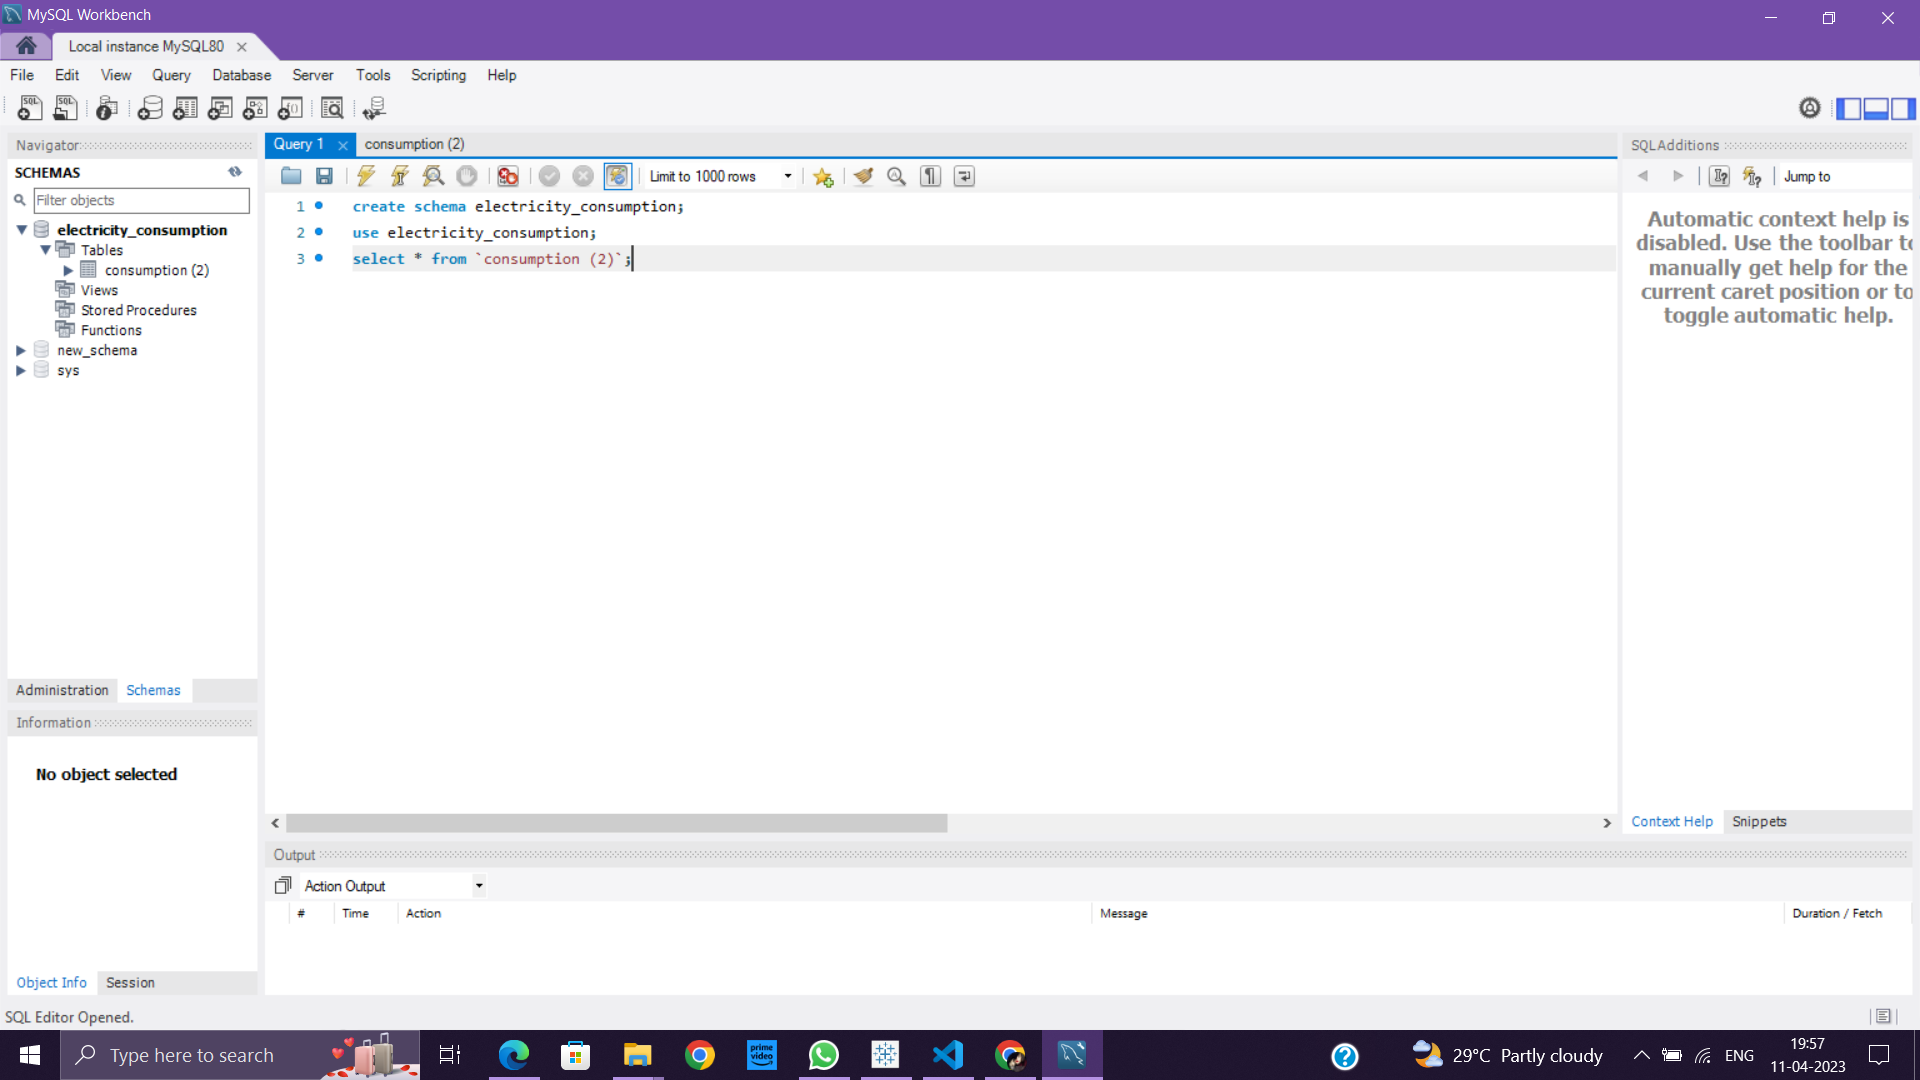 MySQL Workbench
Local instance MySQL80
File Edit View Query Database Server Tools Scripting Help
Navigator
SCHEMAS
Filter objects
electricity_consumption
Tables
consumption (2)
Views
Stored Procedures
Functions
new_schema
sys
Administration Schemas
Information
No object selected
Object Info Session
Query 1 consumption (2)
Limit to 1000 rows
1 create schema electricity_consumption;
2 use electricity_consumption;
3 select * from `consumption (2)`;
SQLAdditions
Jump to
Automatic context help is
disabled. Use the toolbar to
manually get help for the
current caret position or to
toggle automatic help.
Context Help Snippets
Output
Action Output
# Time Action Message Duration / Fetch
SQL Editor Opened.
Type here to search
prime video
29°C Partly cloudy
ENG
19:57
11-04-2023